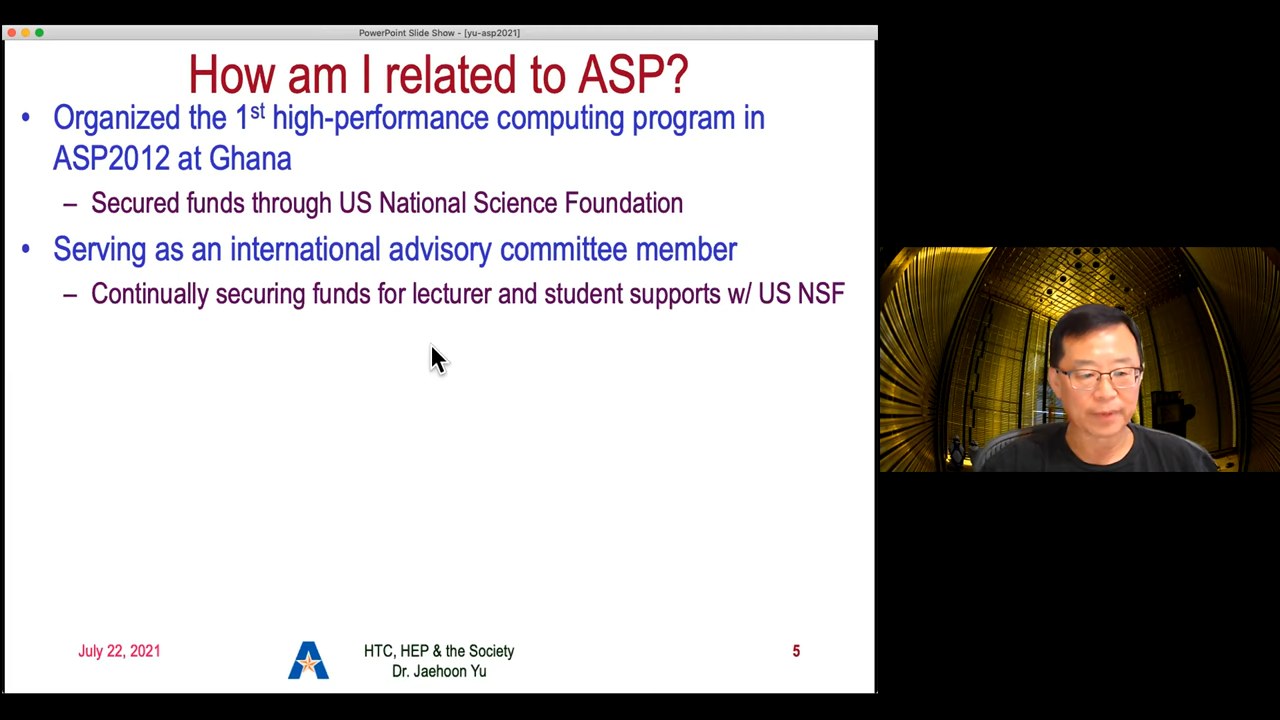 PowerPoint Slide Show - [yu-asp2021]
How am I related to ASP?
• Organized the 1st high-performance computing program in
ASP2012 at Ghana
– Secured funds through US National Science Foundation
• Serving as an international advisory committee member
– Continually securing funds for lecturer and student supports w/ US NSF
July 22, 2021
HTC, HEP & the Society
Dr. Jaehoon Yu
5